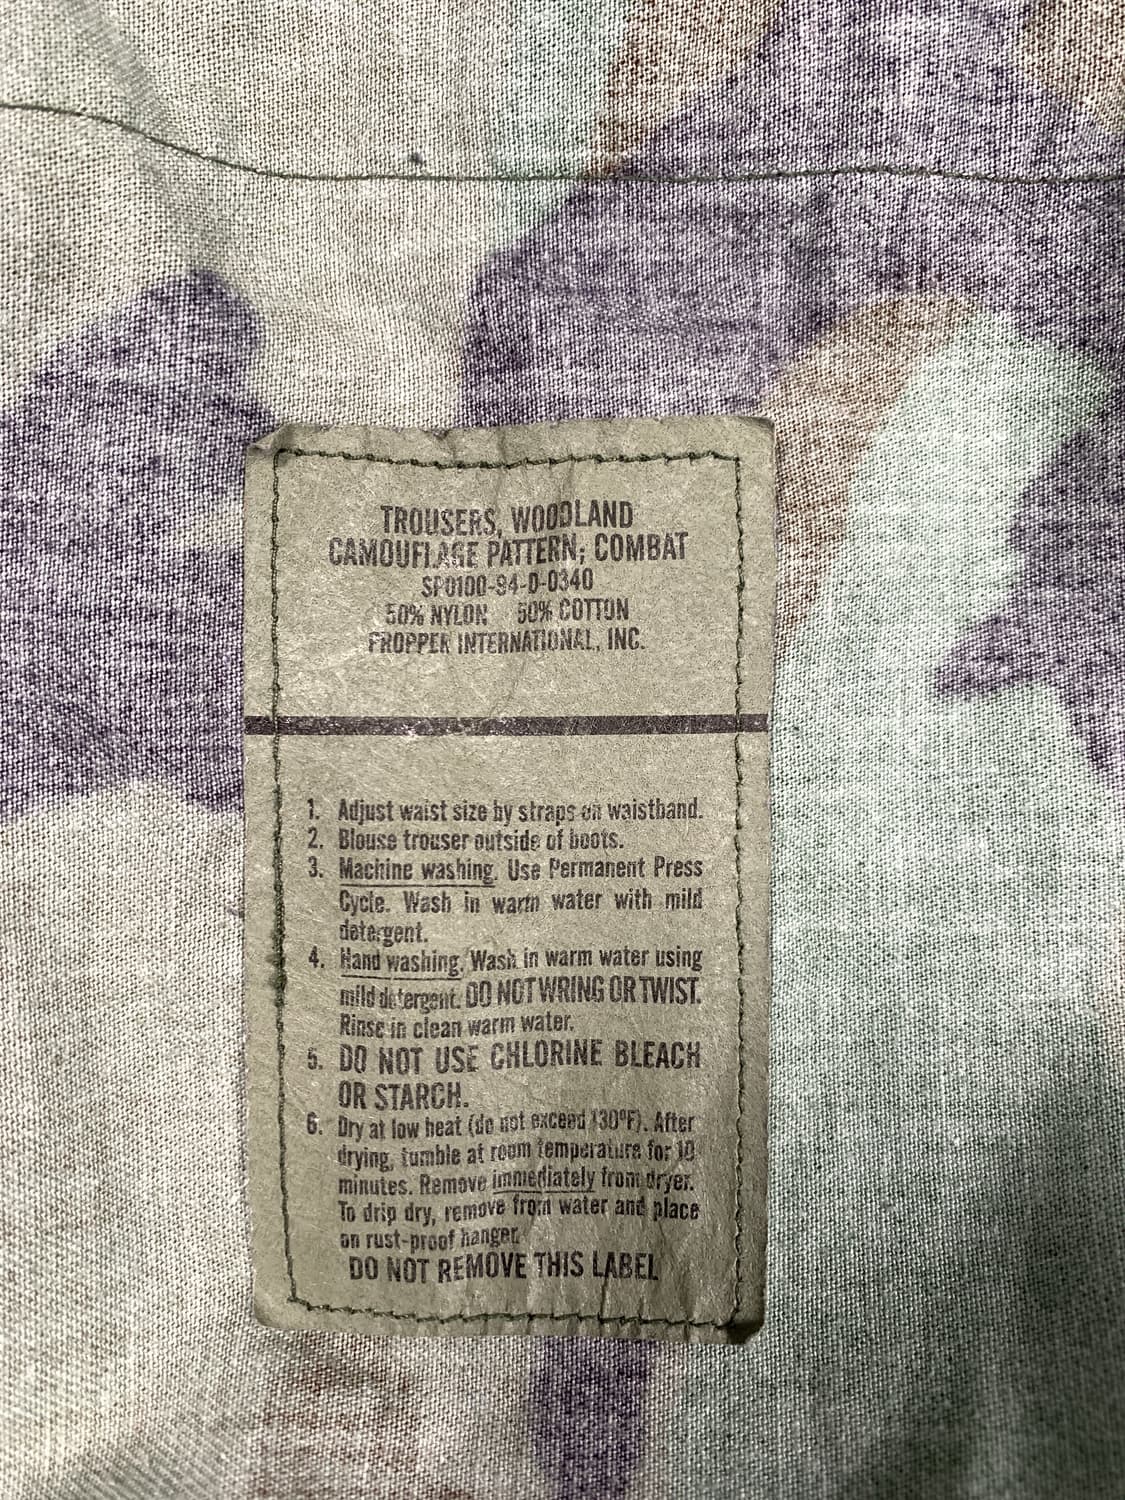 TROUSERS, WOODLAND
CAMOUFLAGE PATTERN; COMBAT
SP0100-94-D-0340
50% NYLON 50% COTTON
PROPPER INTERNATIONAL, INC.
1. Adjust waist size by straps on waistband.
2. Blouse trouser outside of boots.
3. Machine washing. Use Permanent Press
Cycle. Wash in warm water with mild
detergent.
4. Hand washing. Wash in warm water using
mild detergent. DO NOT WRING OR TWIST.
Rinse in clean warm water.
5. DO NOT USE CHLORINE BLEACH
OR STARCH.
6. Dry at low heat (do not exceed 130°F). After
drying, tumble at room temperature for 10
minutes. Remove immediately from dryer.
To drip dry, remove from water and place
on rust-proof hanger.
DO NOT REMOVE THIS LABEL